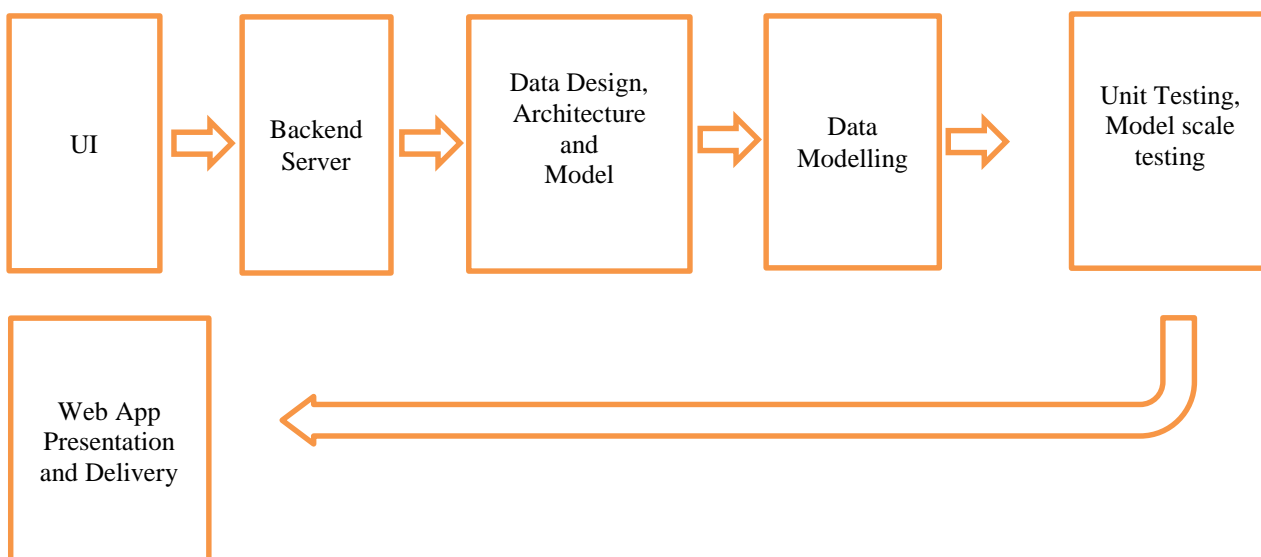 UI
Backend
Server
Data Design,
Architecture
and
Model
Data
Modelling
Unit Testing,
Model scale
testing
Web App
Presentation
and Delivery